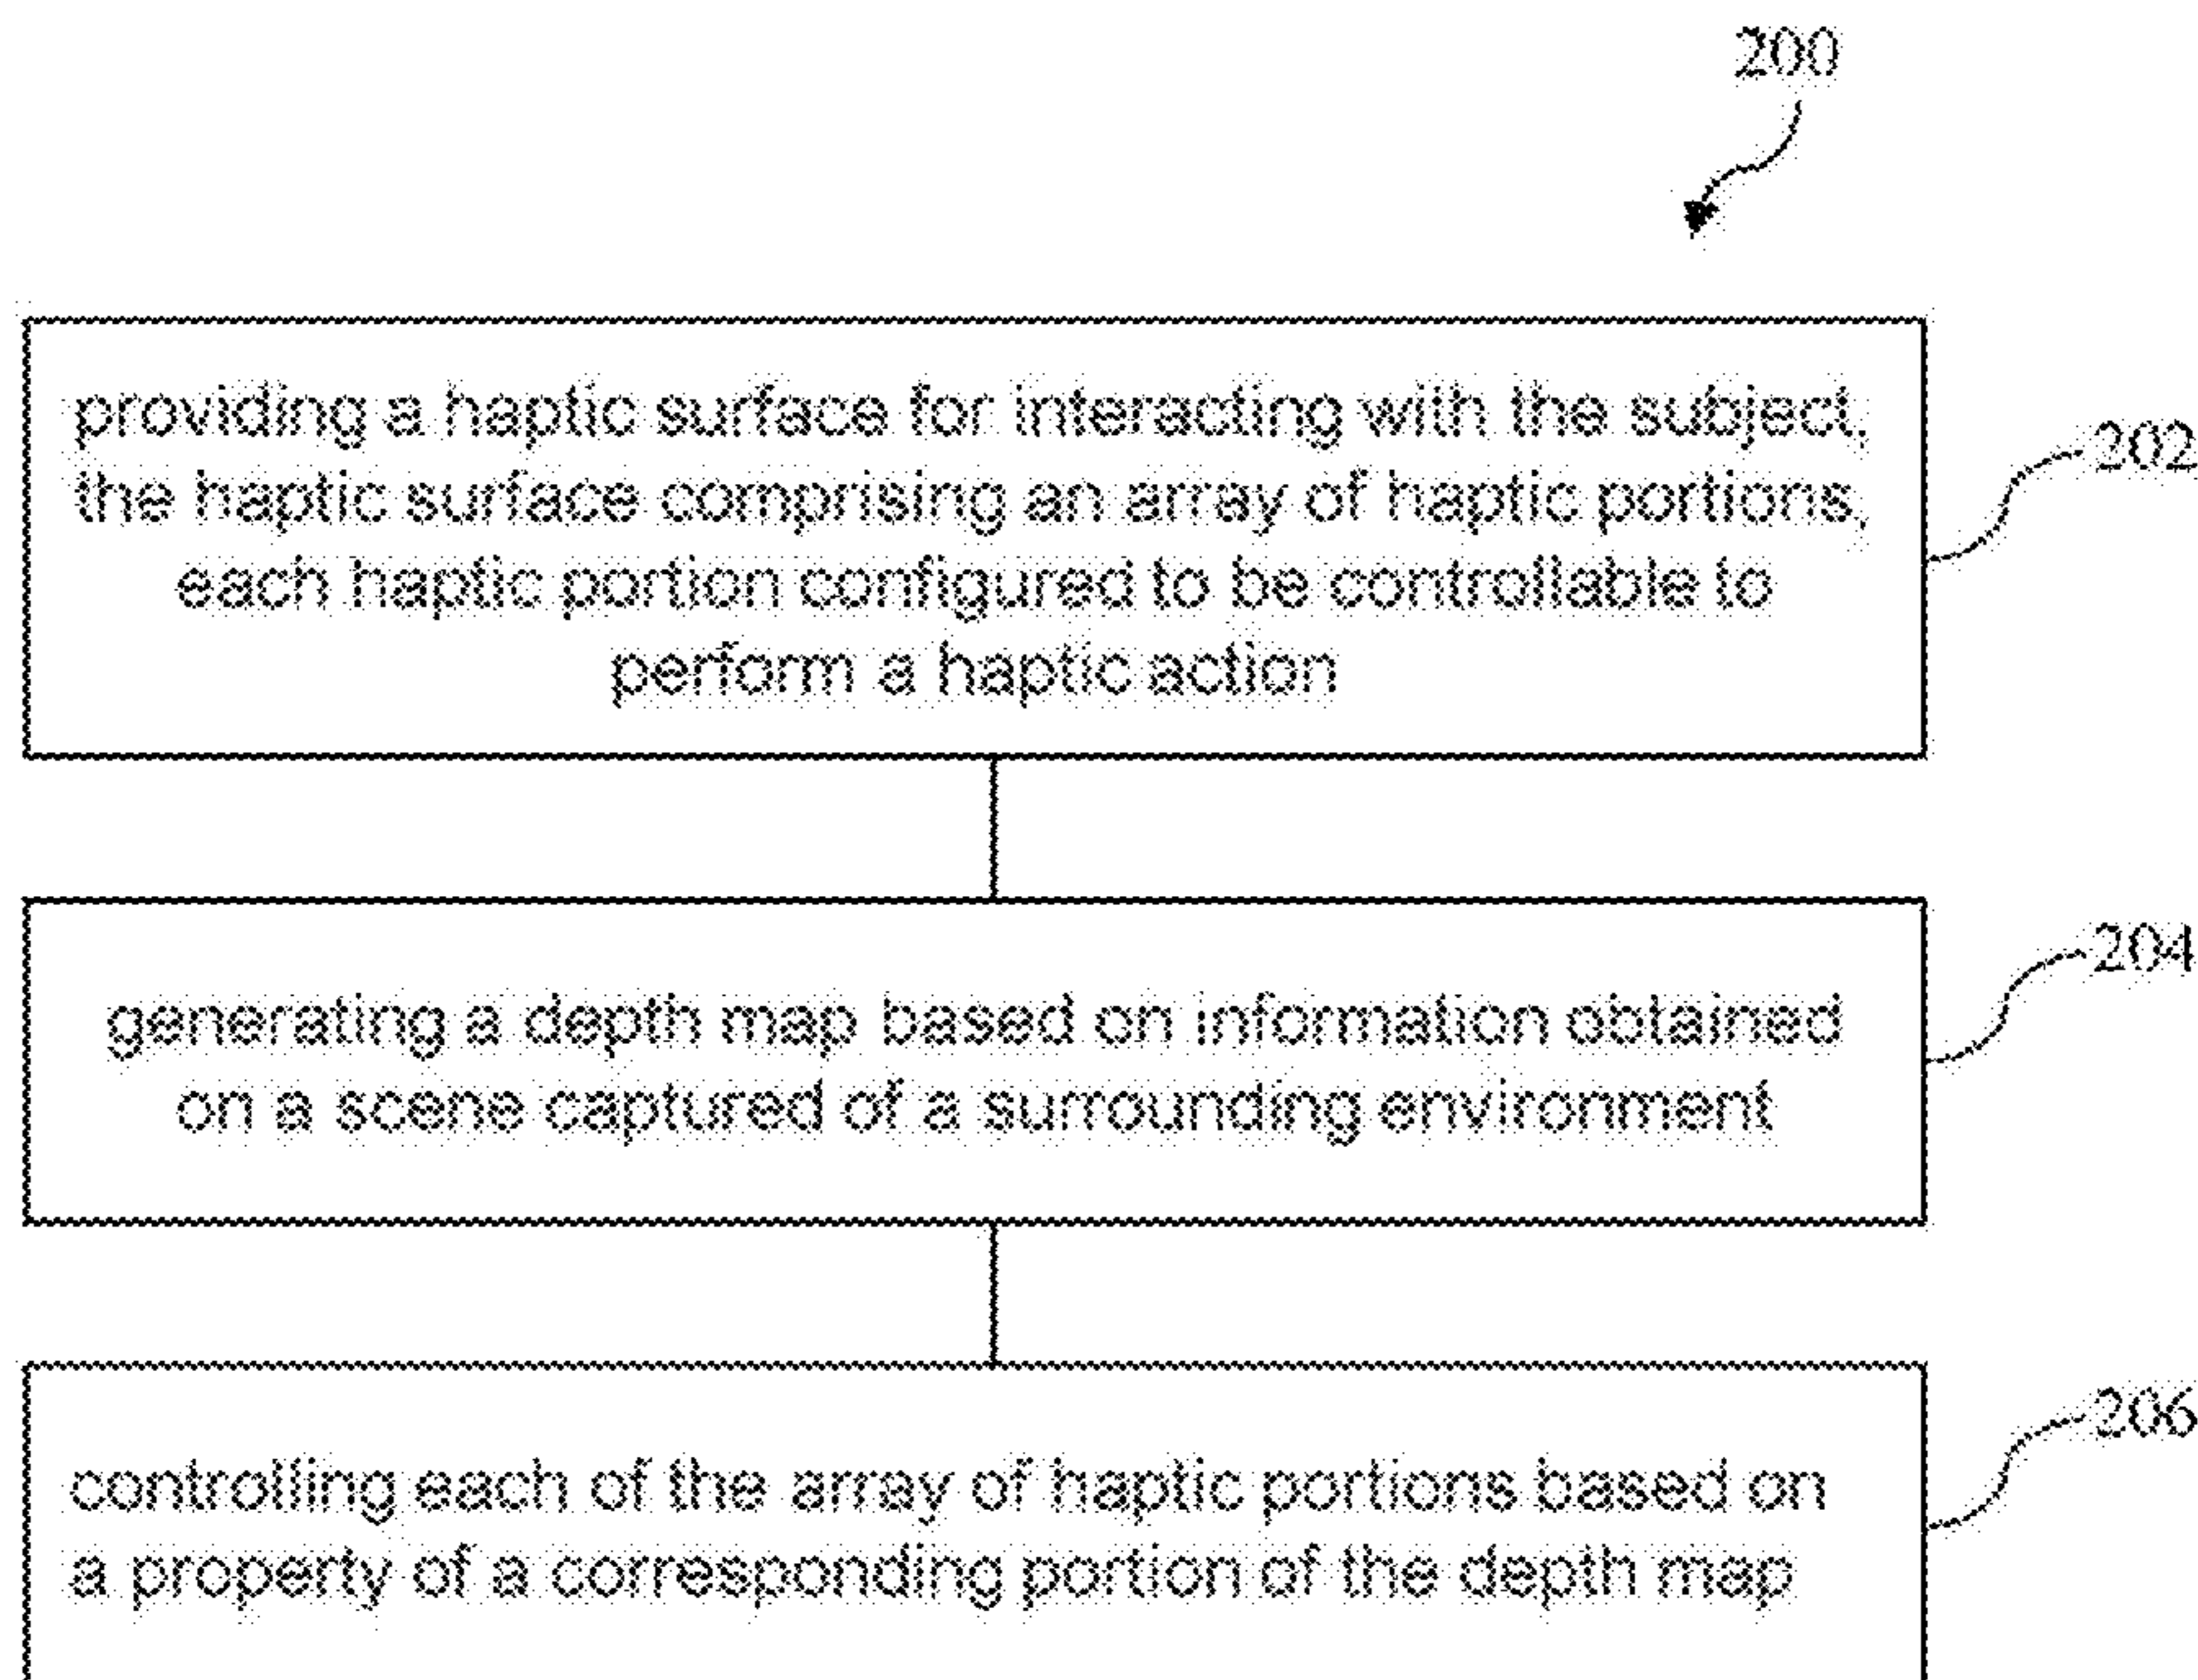 200
providing a haptic surface for interacting with the subject,
the haptic surface comprising an array of haptic portions,
each haptic portion configured to be controllable to
perform a haptic action
202
generating a depth map based on information obtained
on a scene captured of a surrounding environment
204
controlling each of the array of haptic portions based on
a property of a corresponding portion of the depth map
206